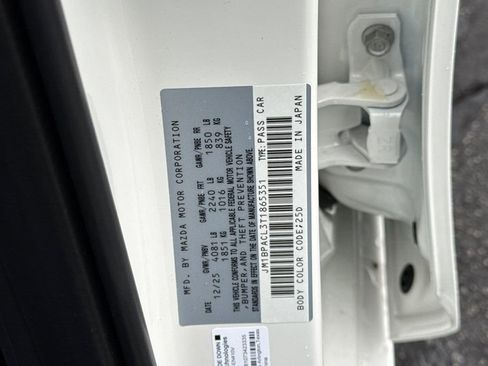 MFD. BY MAZDA MOTOR CORPORATION
12/25 GVWR/PNBV GAWR/PNBE FRT GAWR/PNBE RR
4081 LB 2240 LB 1850 LB
1851 KG 1016 KG 839 KG
THIS VEHICLE CONFORMS TO ALL APPLICABLE FEDERAL MOTOR VEHICLE SAFETY
, BUMPER, AND THEFT PREVENTION
STANDARDS IN EFFECT ON THE DATE OF MANUFACTURE SHOWN ABOVE.
JM1BPACL3T1865351 TYPE: PASS CAR
BODY COLOR CODE:25D MADE IN JAPAN